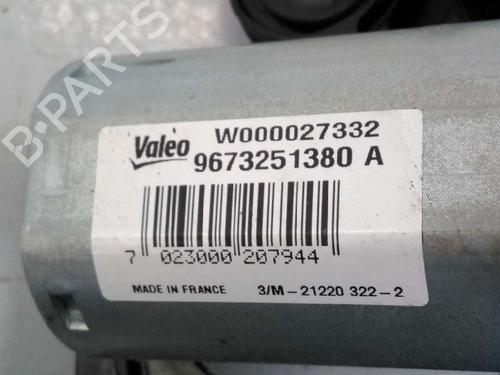 Valeo
W000027332
9673251380 A
7 023000 207944
MADE IN FRANCE 3/M-21220 322-2
B-PARTS